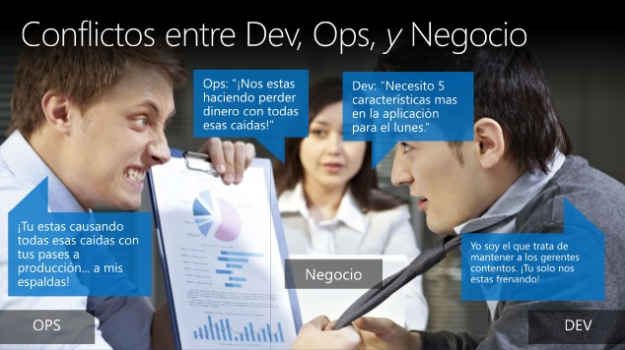 Conflictos entre Dev, Ops, y Negocio
Ops: “¡Nos estas
haciendo perder
dinero con todas
esas caídas!”
Dev: “Necesito 5
características mas
en la aplicación
para el lunes.”
¡Tu estas causando
todas esas caídas con
tus pases a
producción... a mis
espaldas!
Yo soy el que trata de
mantener a los gerentes
contentos. ¡Tu solo nos
estas frenando!
Negocio
OPS
DEV